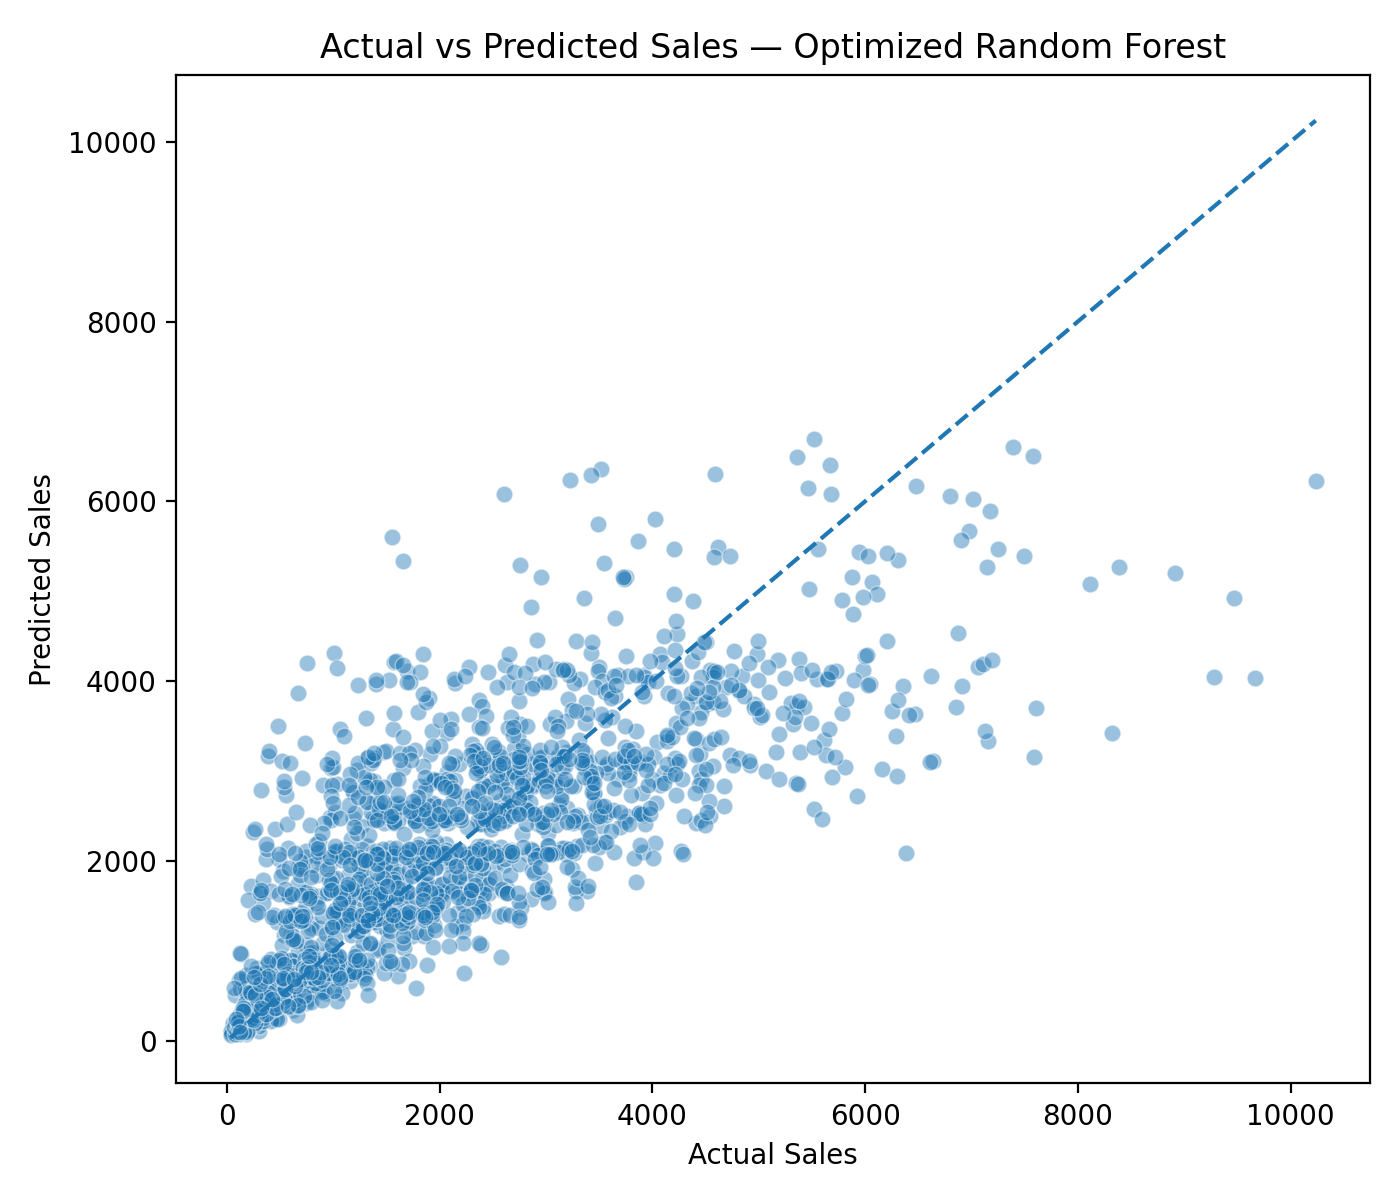 Actual vs Predicted Sales — Optimized Random Forest
10000
8000
6000
4000
2000
0
Predicted Sales
0 2000 4000 6000 8000 10000
Actual Sales